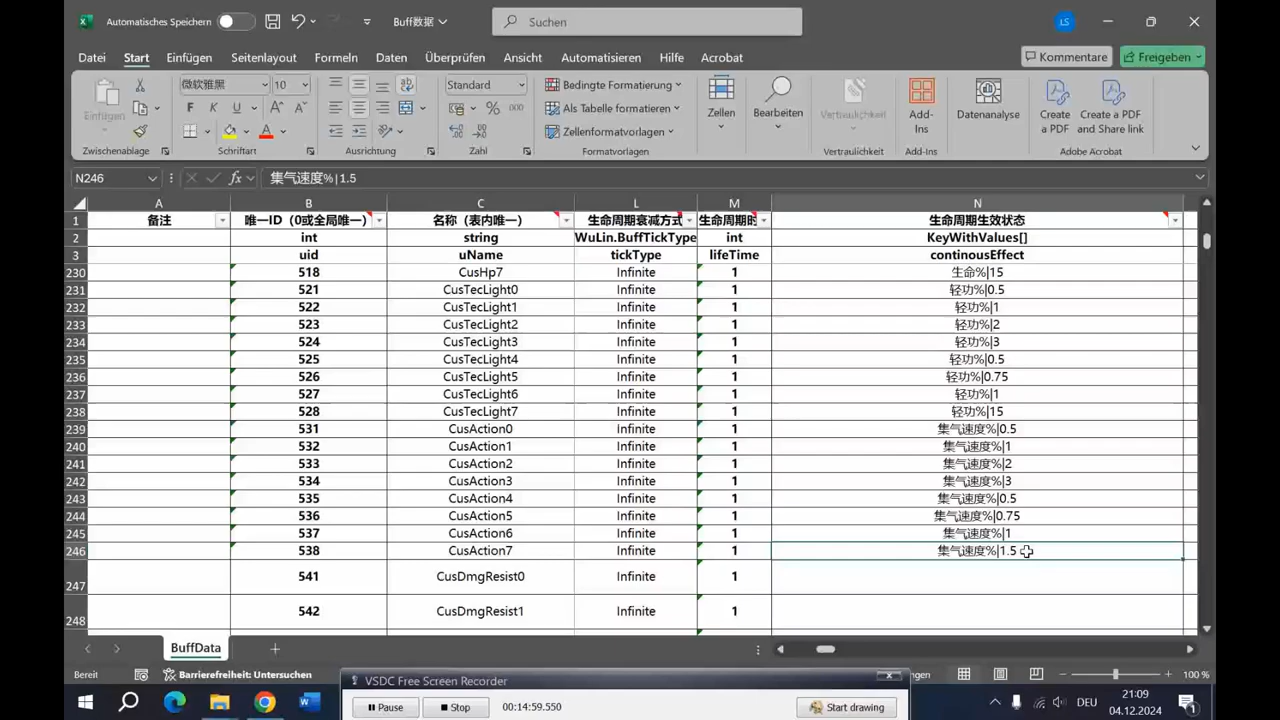 Automatisches Speichern
Buff数据
Suchen
LS
Datei Start Einfügen Seitenlayout Formeln Daten Überprüfen Ansicht Automatisieren Hilfe Acrobat
Kommentare
Freigeben
Einfügen
微软雅黑 10
F K U
Standard
Bedingte Formatierung
Als Tabelle formatieren
Zellenformatvorlagen
Zellen
Bearbeiten
Vertraulichkeit
Add-Ins
Datenanalyse
Create a PDF
Create a PDF and Share link
Zwischenablage Schriftart Ausrichtung Zahl Formatvorlagen Vertraulichkeit Add-Ins Adobe Acrobat
N246 fx 集气速度%|1.5
A B C L M N
1 备注 唯一ID（0或全局唯一） 名称（表内唯一） 生命周期衰减方式 生命周期时 生命周期生效状态
2 int string WuLin.BuffTickType int KeyWithValues[]
3 uid uName tickType lifeTime continousEffect
230 518 CusHp7 Infinite 1 生命%|15
231 521 CusTecLight0 Infinite 1 轻功%|0.5
232 522 CusTecLight1 Infinite 1 轻功%|1
233 523 CusTecLight2 Infinite 1 轻功%|2
234 524 CusTecLight3 Infinite 1 轻功%|3
235 525 CusTecLight4 Infinite 1 轻功%|0.5
236 526 CusTecLight5 Infinite 1 轻功%|0.75
237 527 CusTecLight6 Infinite 1 轻功%|1
238 528 CusTecLight7 Infinite 1 轻功%|15
239 531 CusAction0 Infinite 1 集气速度%|0.5
240 532 CusAction1 Infinite 1 集气速度%|1
241 533 CusAction2 Infinite 1 集气速度%|2
242 534 CusAction3 Infinite 1 集气速度%|3
243 535 CusAction4 Infinite 1 集气速度%|0.5
244 536 CusAction5 Infinite 1 集气速度%|0.75
245 537 CusAction6 Infinite 1 集气速度%|1
246 538 CusAction7 Infinite 1 集气速度%|1.5
247 541 CusDmgResist0 Infinite 1
248 542 CusDmgResist1 Infinite 1
BuffData
Bereit
Barrierefreiheit: Untersuchen
100 %
VSDC Free Screen Recorder
Pause
Stop
00:14:59.550
Start drawing
DEU
21:09
04.12.2024
1